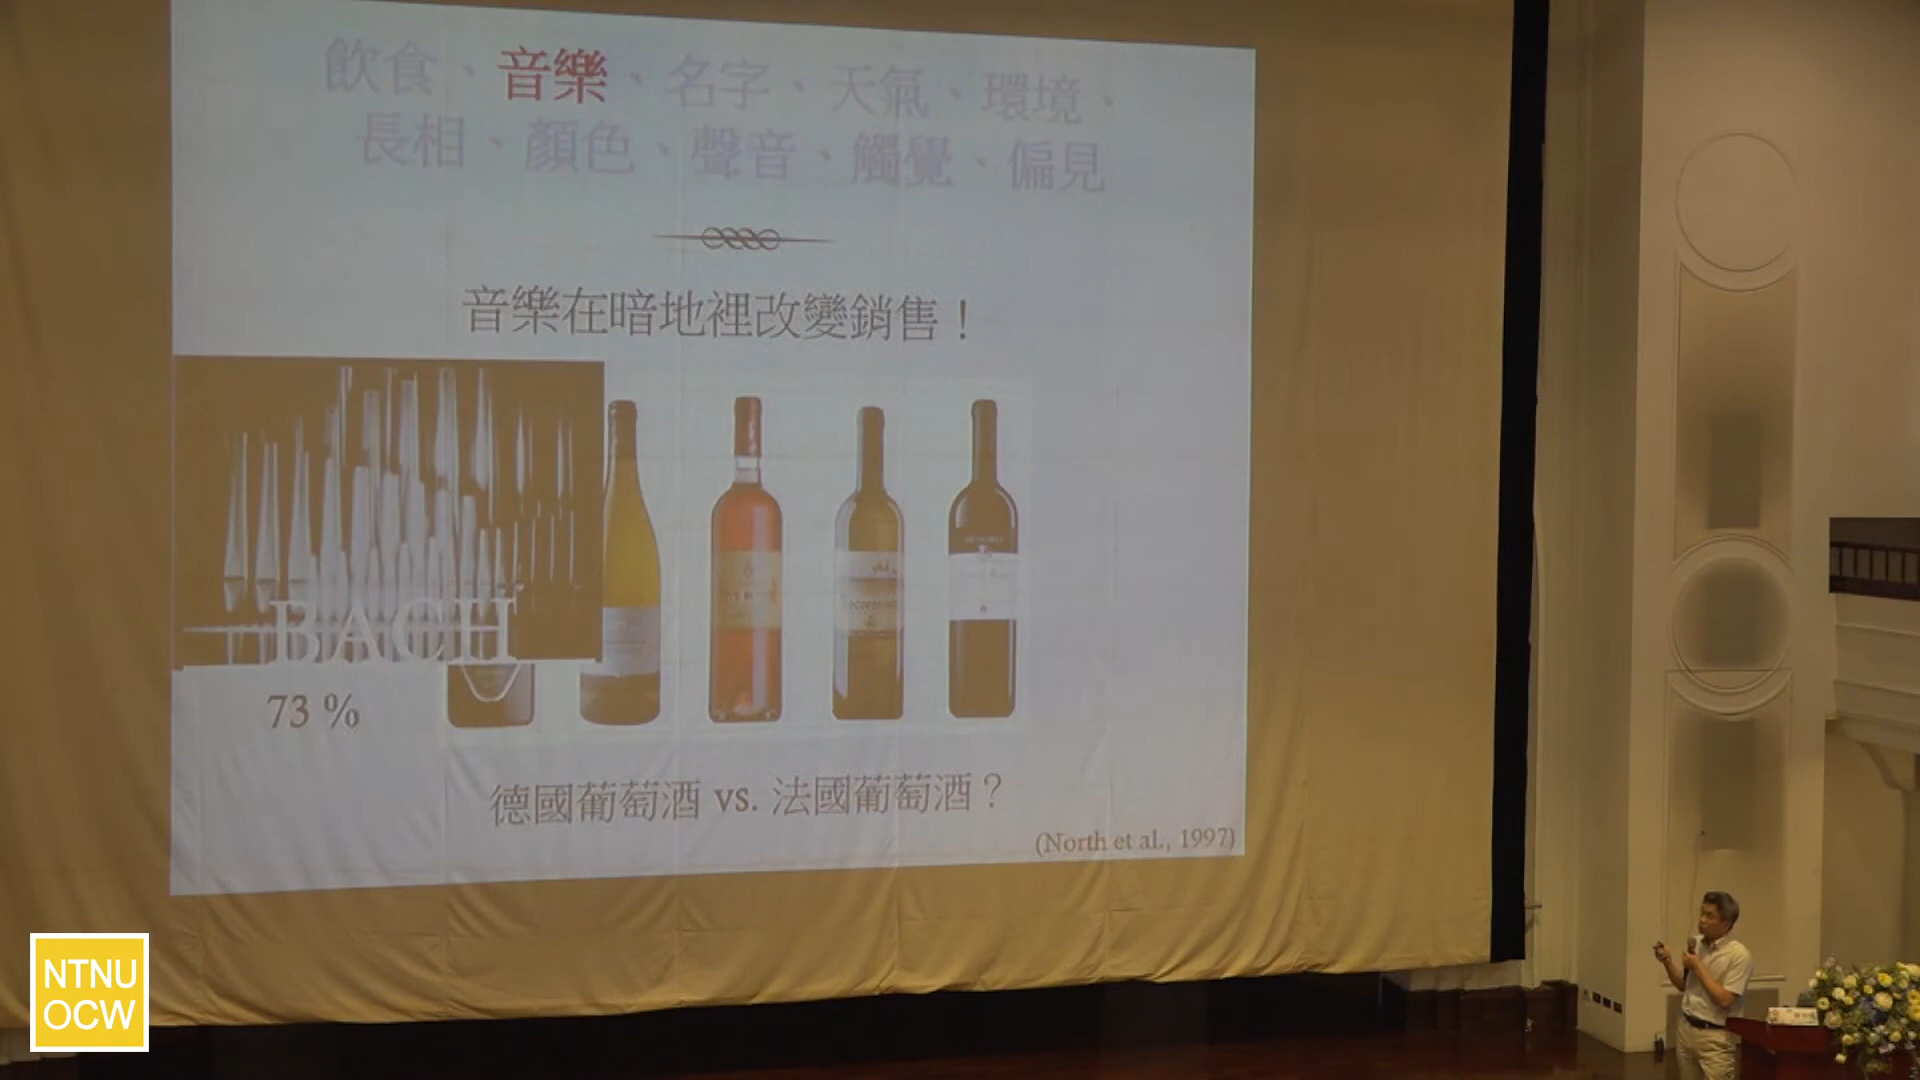 飲食、音樂、名字、天氣、環境、
長相、顏色、聲音、觸覺、偏見
音樂在暗地裡改變銷售！
BACH
73 %
德國葡萄酒 vs. 法國葡萄酒？
(North et al., 1997)
NTNU
OCW